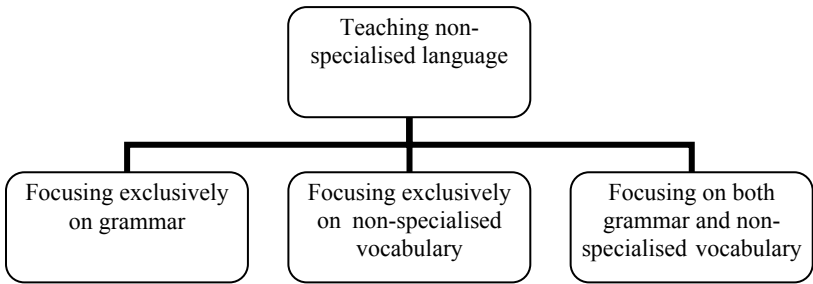 Teaching non-
specialised language
Focusing exclusively
on grammar
Focusing exclusively
on non-specialised
vocabulary
Focusing on both
grammar and non-
specialised vocabulary